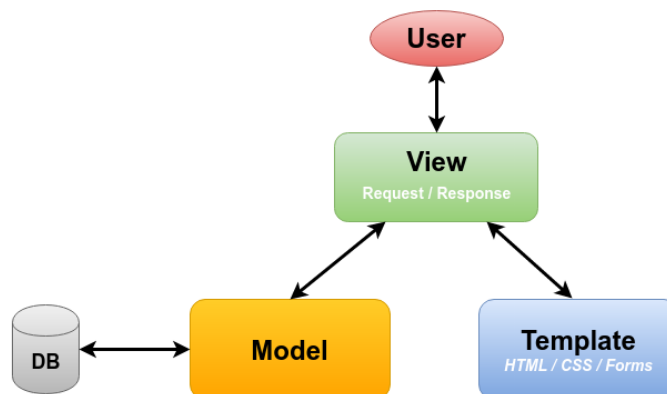 User
View
Request / Response
DB
Model
Template
HTML / CSS / Forms